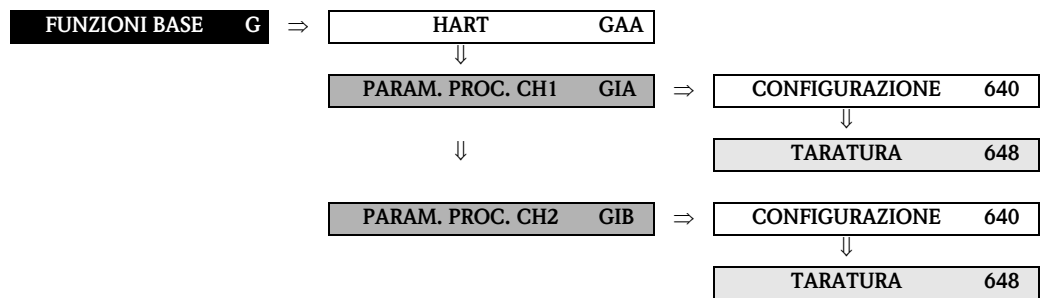 FUNZIONI BASE G ⇒ HART GAA
⇓
PARAM. PROC. CH1 GIA ⇒ CONFIGURAZIONE 640
⇓
⇓ TARATURA 648
PARAM. PROC. CH2 GIB ⇒ CONFIGURAZIONE 640
⇓
TARATURA 648